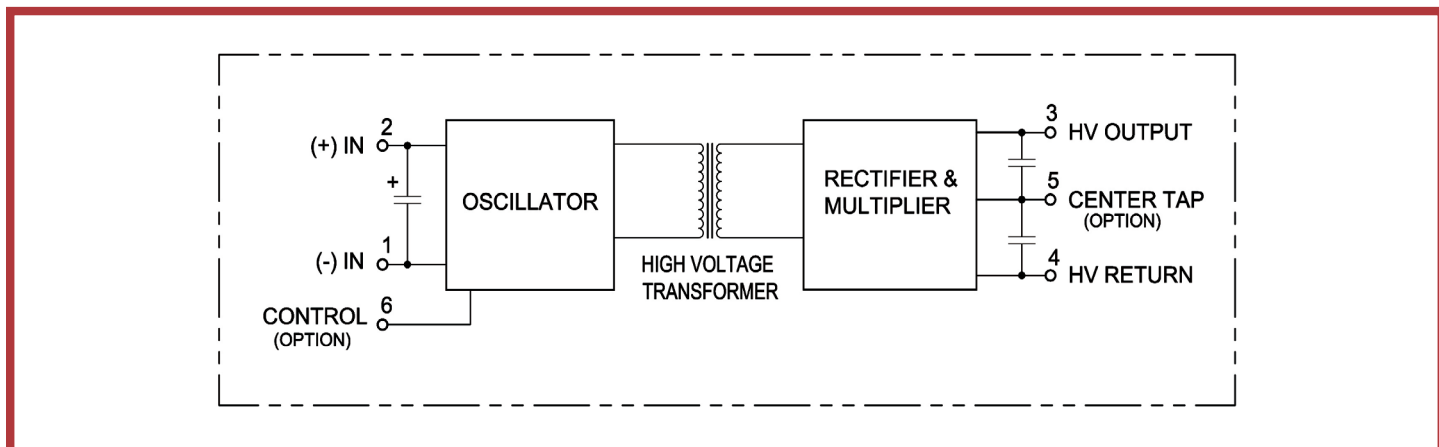 2
(+) IN
+
1
(-) IN
6
CONTROL
(OPTION)
OSCILLATOR
HIGH VOLTAGE
TRANSFORMER
RECTIFIER &
MULTIPLIER
3
HV OUTPUT
5
CENTER TAP
(OPTION)
4
HV RETURN